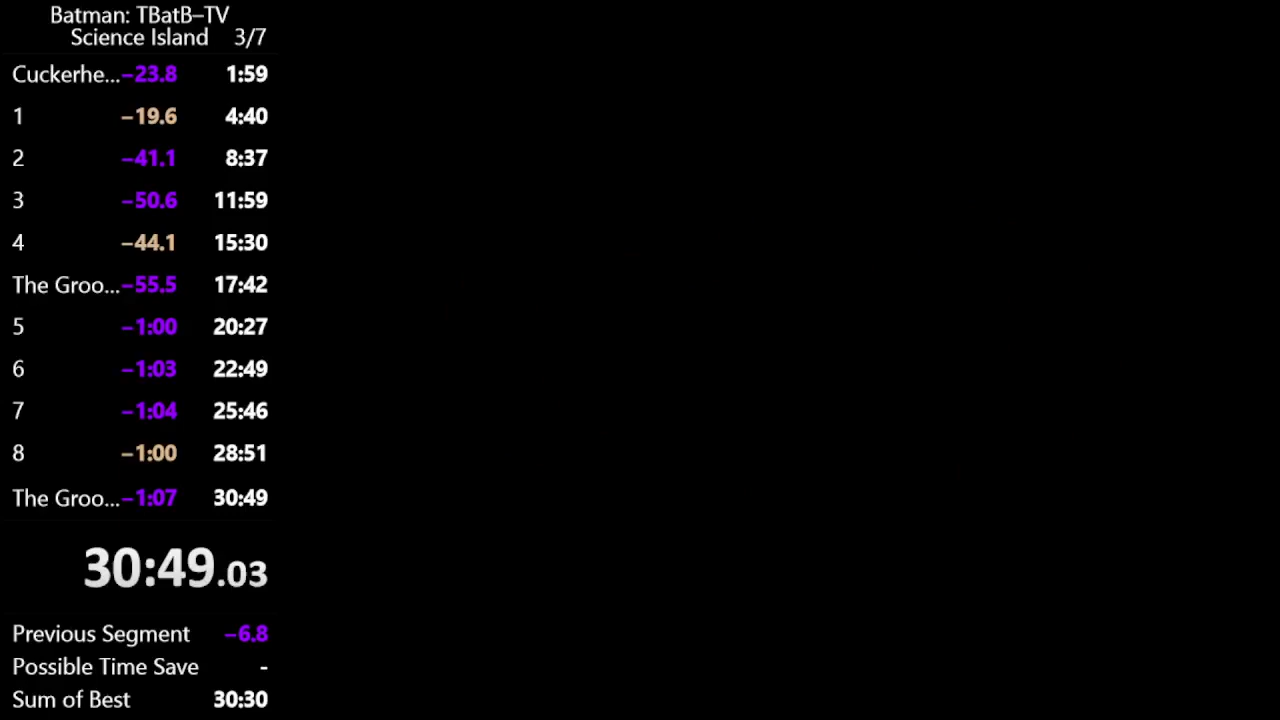 Batman: TBatB–TV
Science Island 3/7
Cuckerhe... –23.8 1:59
1 –19.6 4:40
2 –41.1 8:37
3 –50.6 11:59
4 –44.1 15:30
The Groo... –55.5 17:42
5 –1:00 20:27
6 –1:03 22:49
7 –1:04 25:46
8 –1:00 28:51
The Groo... –1:07 30:49
30:49.03
Previous Segment –6.8
Possible Time Save -
Sum of Best 30:30